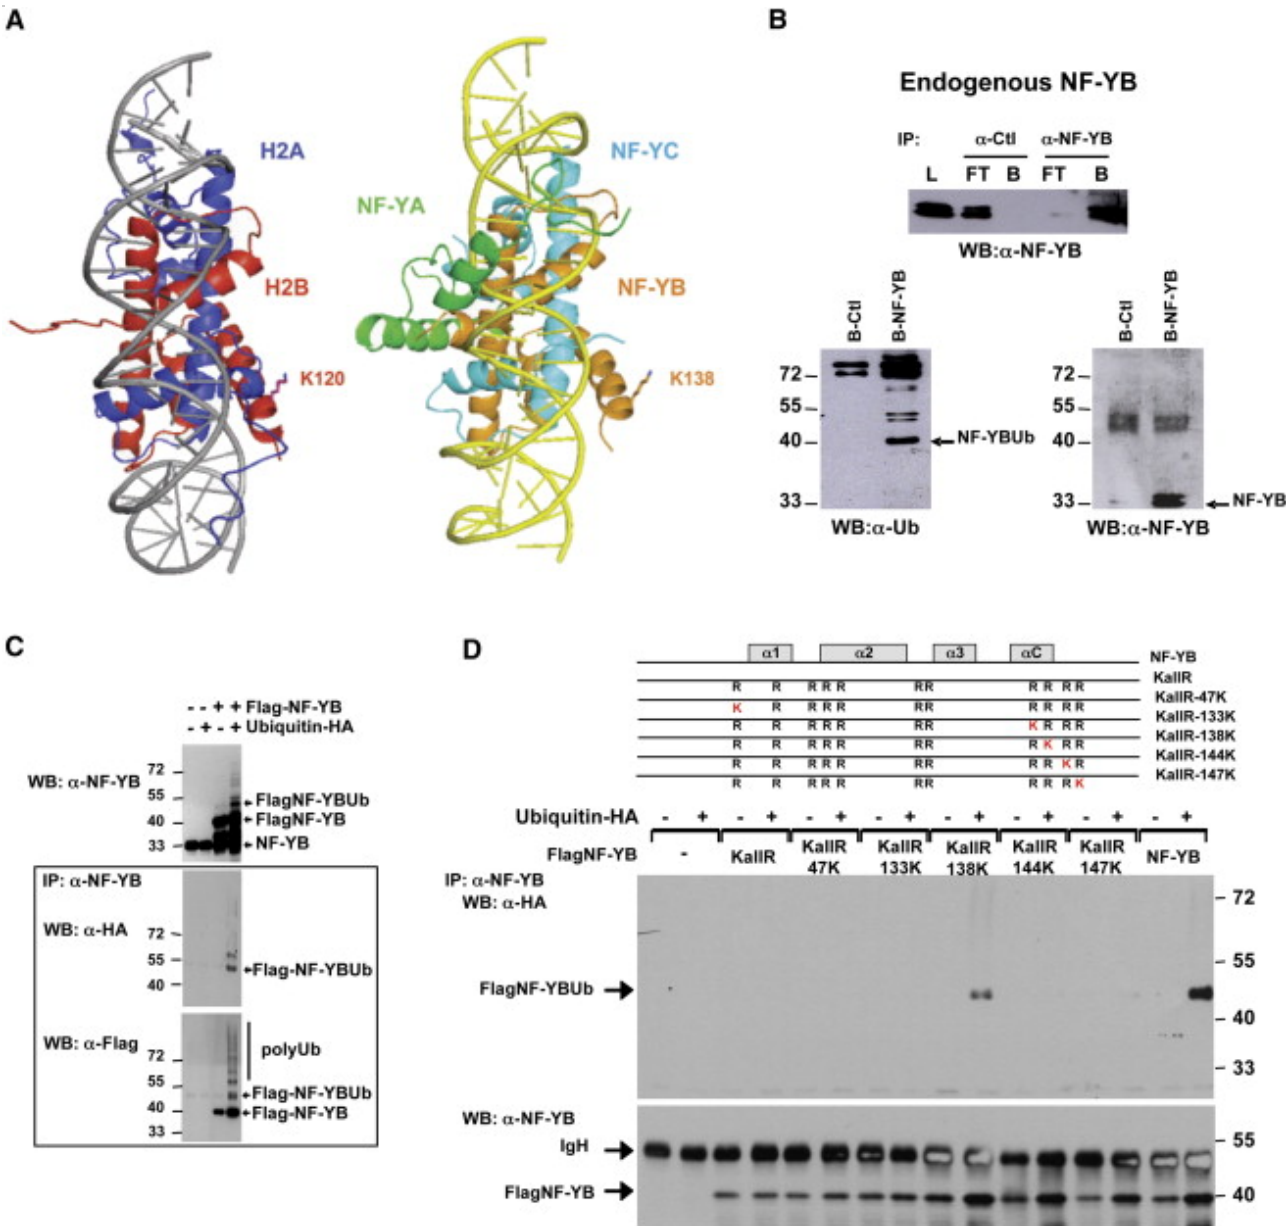 A
H2A
H2B
K120
NF-YC
NF-YA
NF-YB
K138
B
Endogenous NF-YB
IP: α-Ctl α-NF-YB
L FT B FT B
WB:α-NF-YB
B-Ctl
B-NF-YB
72
55
40
33
NF-YBUb
WB:α-Ub
B-Ctl
B-NF-YB
72
55
40
33
NF-YB
WB:α-NF-YB
C
- - + + Flag-NF-YB
- + - + Ubiquitin-HA
WB: α-NF-YB
72
55
40
33
FlagNF-YBUb
FlagNF-YB
NF-YB
IP: α-NF-YB
WB: α-HA
72
55
40
Flag-NF-YBUb
WB: α-Flag
72
55
40
33
polyUb
Flag-NF-YBUb
Flag-NF-YB
D
α1 α2 α3 αC
NF-YB
R R R R R R R R R R R KallR
K R R R R R R R R R R KallR-47K
R R R R R R R K R R R KallR-133K
R R R R R R R R K R R KallR-138K
R R R R R R R R R K R KallR-144K
R R R R R R R R R R K KallR-147K
Ubiquitin-HA - + - + - + - + - + - + - + - +
FlagNF-YB - KallR KallR 47K KallR 133K KallR 138K KallR 144K KallR 147K NF-YB
IP: α-NF-YB
WB: α-HA
72
55
FlagNF-YBUb
40
33
WB: α-NF-YB
IgH
55
FlagNF-YB
40